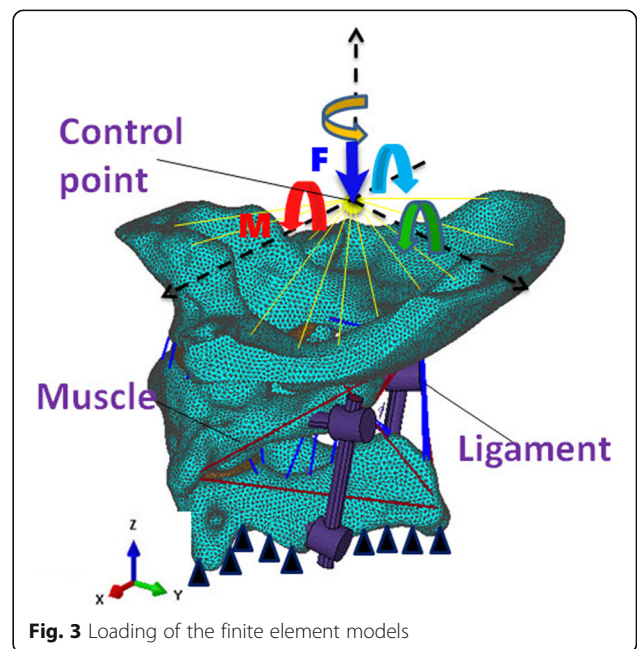 Control
point
F
M
Muscle
Ligament
Z
X
Y
Fig. 3 Loading of the finite element models